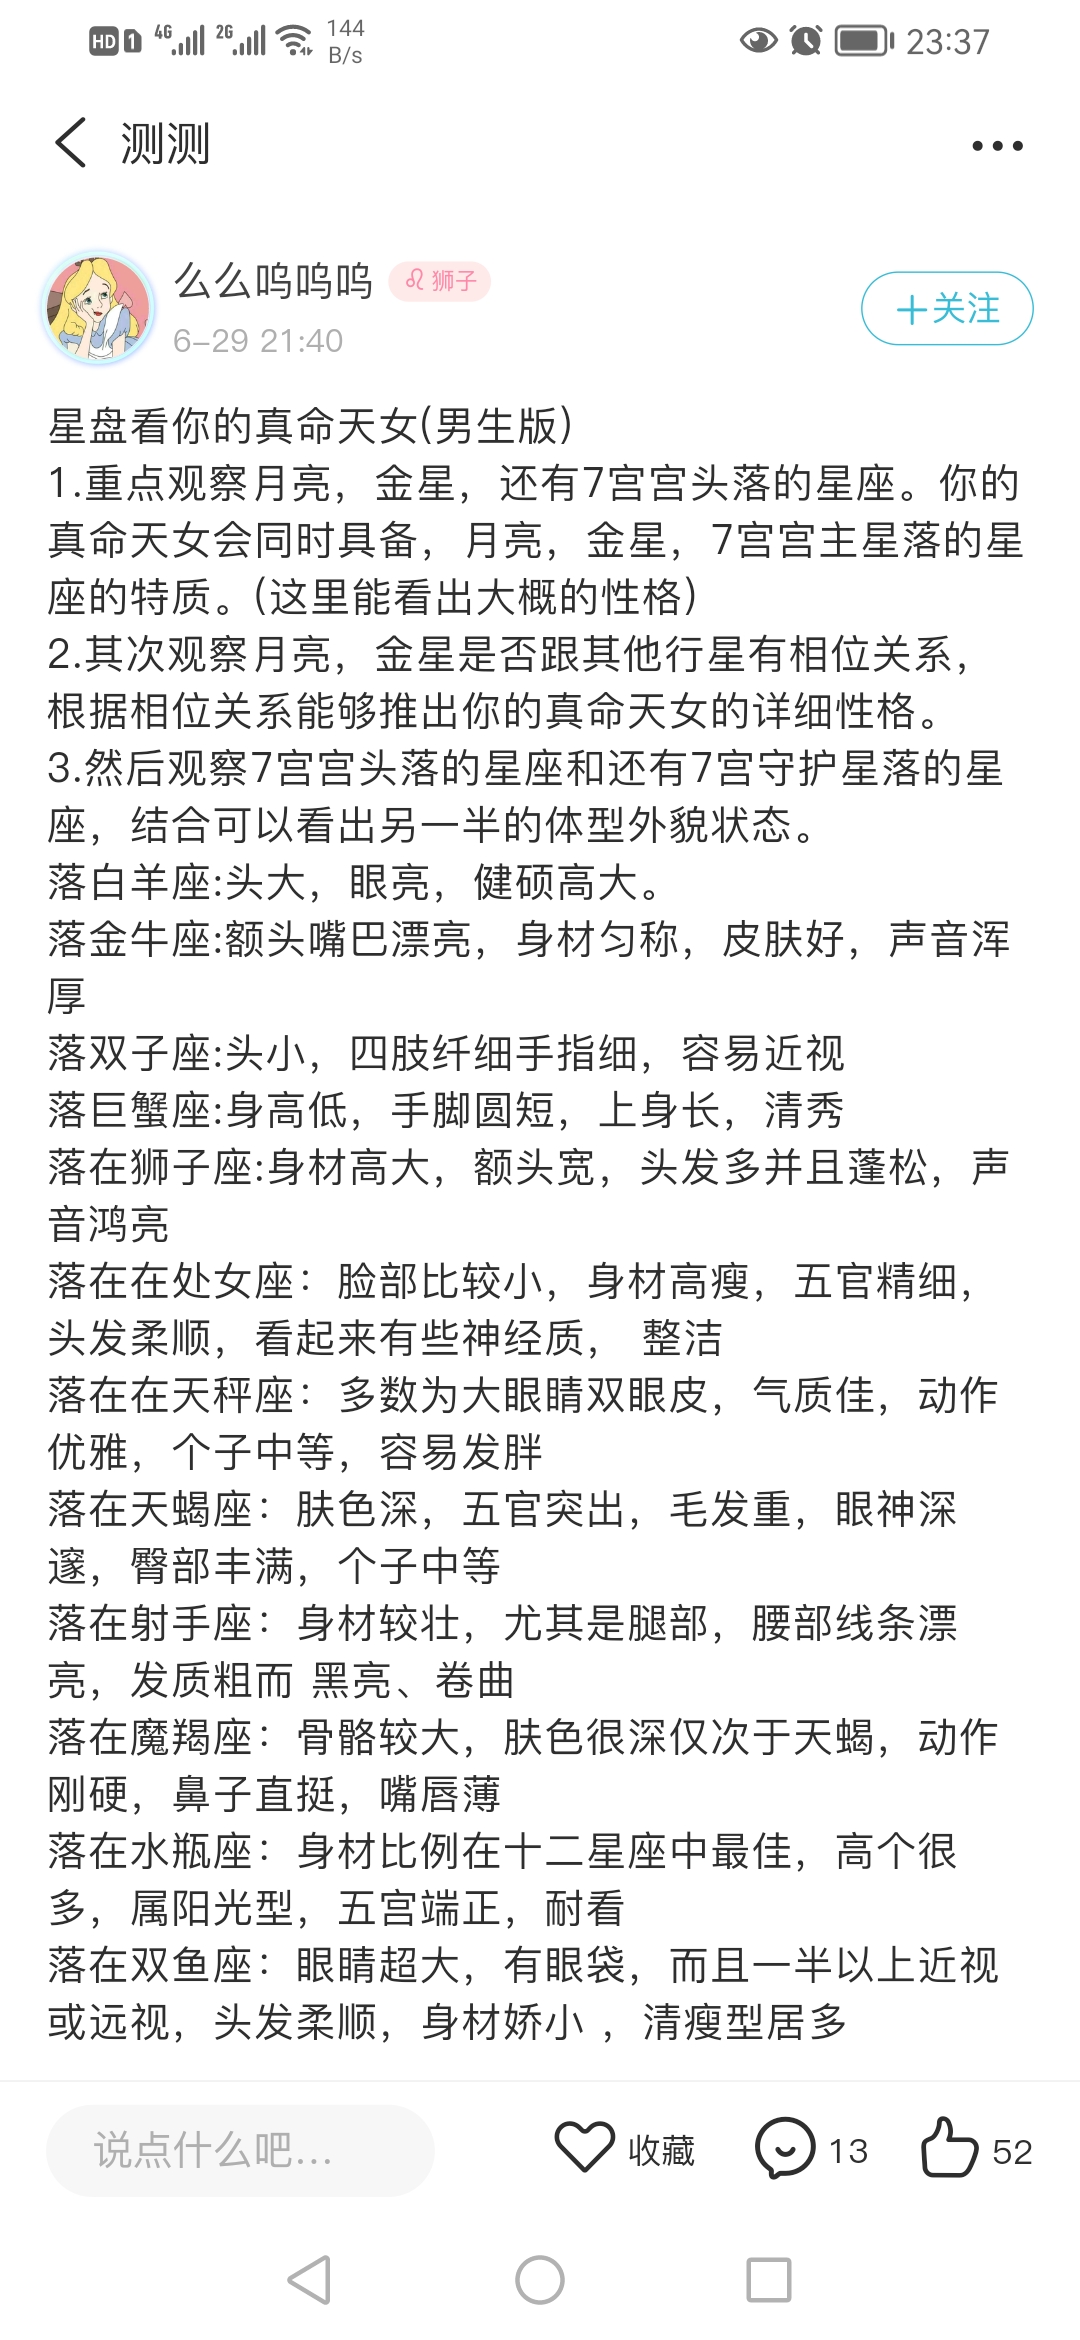 HD 1 4G 2G 144 B/s 23:37
测测
么么呜呜呜 狮子
6-29 21:40
+关注
星盘看你的真命天女(男生版)
1.重点观察月亮，金星，还有7宫宫头落的星座。你的
真命天女会同时具备，月亮，金星，7宫宫主星落的星
座的特质。(这里能看出大概的性格)
2.其次观察月亮，金星是否跟其他行星有相位关系，
根据相位关系能够推出你的真命天女的详细性格。
3.然后观察7宫宫头落的星座和还有7宫守护星落的星
座，结合可以看出另一半的体型外貌状态。
落白羊座:头大，眼亮，健硕高大。
落金牛座:额头嘴巴漂亮，身材匀称，皮肤好，声音浑
厚
落双子座:头小，四肢纤细手指细，容易近视
落巨蟹座:身高低，手脚圆短，上身长，清秀
落在狮子座:身材高大，额头宽，头发多并且蓬松，声
音鸿亮
落在在处女座：脸部比较小，身材高瘦，五官精细，
头发柔顺，看起来有些神经质， 整洁
落在在天秤座：多数为大眼睛双眼皮，气质佳，动作
优雅，个子中等，容易发胖
落在天蝎座：肤色深，五官突出，毛发重，眼神深
邃，臀部丰满，个子中等
落在射手座：身材较壮，尤其是腿部，腰部线条漂
亮，发质粗而 黑亮、卷曲
落在魔羯座：骨骼较大，肤色很深仅次于天蝎，动作
刚硬，鼻子直挺，嘴唇薄
落在水瓶座：身材比例在十二星座中最佳，高个很
多，属阳光型，五宫端正，耐看
落在双鱼座：眼睛超大，有眼袋，而且一半以上近视
或远视，头发柔顺，身材娇小 ，清瘦型居多
说点什么吧... 收藏 13 52